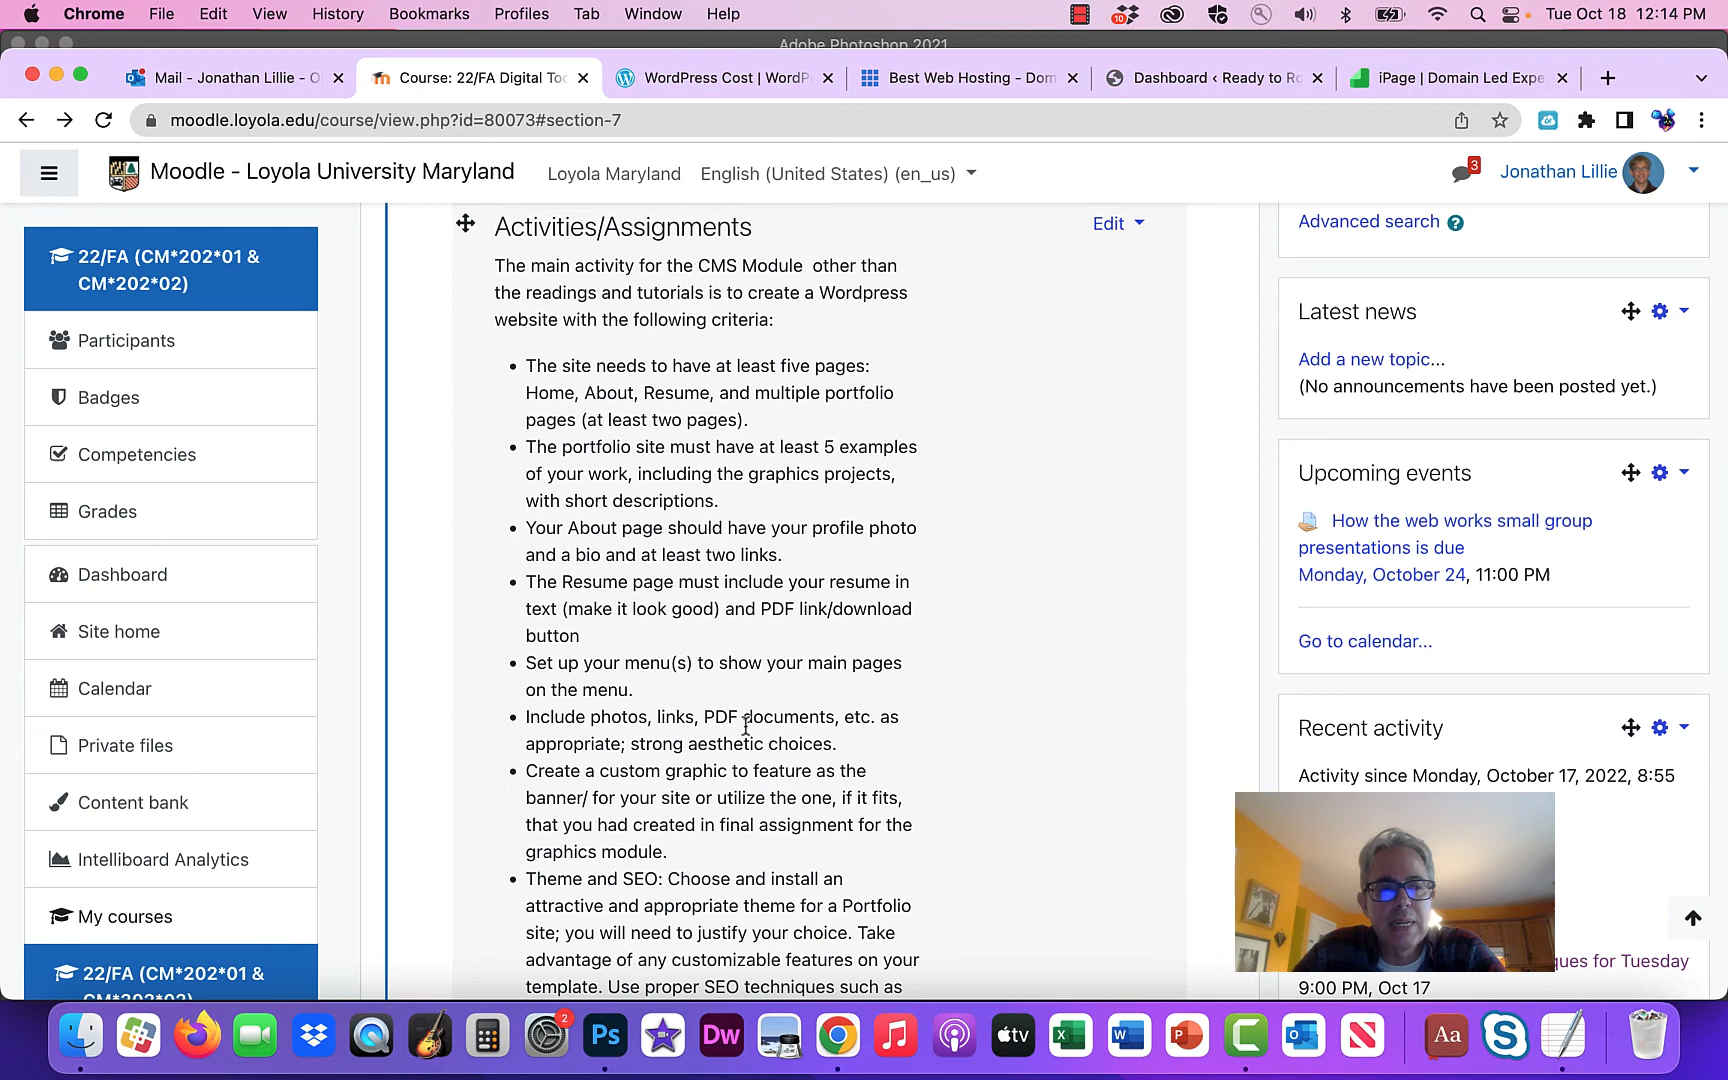 Chrome File Edit View History Bookmarks Profiles Tab Window Help 10 Tue Oct 18 12:14 PM
Adobe Photoshop 2021
Mail - Jonathan Lillie - O
Course: 22/FA Digital Too
WordPress Cost | WordP
Best Web Hosting - Dom
Dashboard ‹ Ready to Ro
iPage | Domain Led Expe
moodle.loyola.edu/course/view.php?id=80073#section-7
Moodle - Loyola University Maryland
Loyola Maryland
English (United States) (en_us)
3
Jonathan Lillie
22/FA (CM*202*01 &
CM*202*02)
Participants
Badges
Competencies
Grades
Dashboard
Site home
Calendar
Private files
Content bank
Intelliboard Analytics
My courses
22/FA (CM*202*01 &
CM*202*02)
Activities/Assignments
Edit
The main activity for the CMS Module other than
the readings and tutorials is to create a Wordpress
website with the following criteria:
• The site needs to have at least five pages:
Home, About, Resume, and multiple portfolio
pages (at least two pages).
• The portfolio site must have at least 5 examples
of your work, including the graphics projects,
with short descriptions.
• Your About page should have your profile photo
and a bio and at least two links.
• The Resume page must include your resume in
text (make it look good) and PDF link/download
button
• Set up your menu(s) to show your main pages
on the menu.
• Include photos, links, PDF documents, etc. as
appropriate; strong aesthetic choices.
• Create a custom graphic to feature as the
banner/ for your site or utilize the one, if it fits,
that you had created in final assignment for the
graphics module.
• Theme and SEO: Choose and install an
attractive and appropriate theme for a Portfolio
site; you will need to justify your choice. Take
advantage of any customizable features on your
template. Use proper SEO techniques such as
Advanced search
Latest news
Add a new topic...
(No announcements have been posted yet.)
Upcoming events
How the web works small group
presentations is due
Monday, October 24, 11:00 PM
Go to calendar...
Recent activity
Activity since Monday, October 17, 2022, 8:55
ques for Tuesday
9:00 PM, Oct 17
2
Ps
Dw
tv
Aa